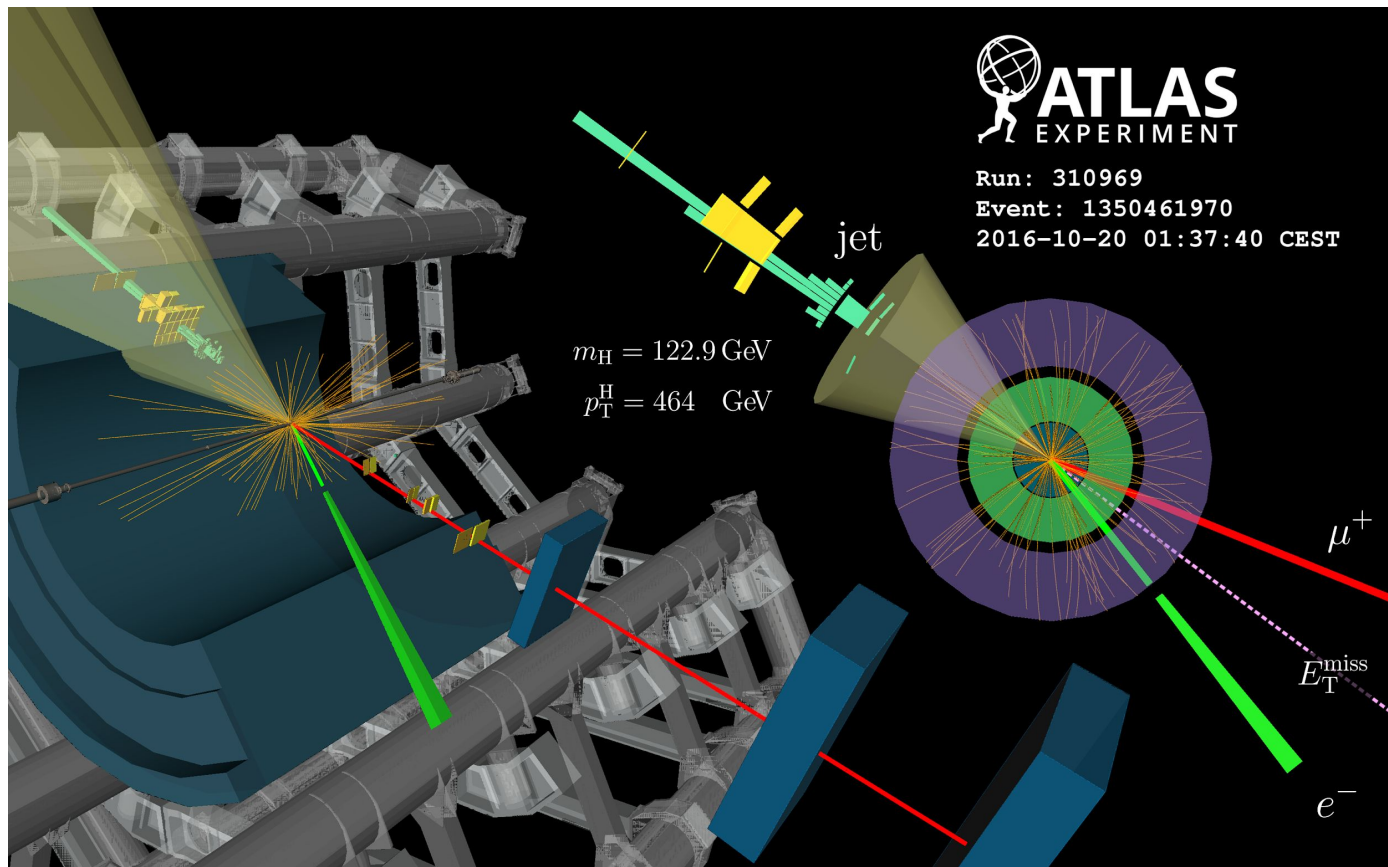 ATLAS
EXPERIMENT
Run: 310969
Event: 1350461970
2016-10-20 01:37:40 CEST
jet
m_H = 122.9 GeV
p_T^H = 464 GeV
μ⁺
E_T^miss
e⁻